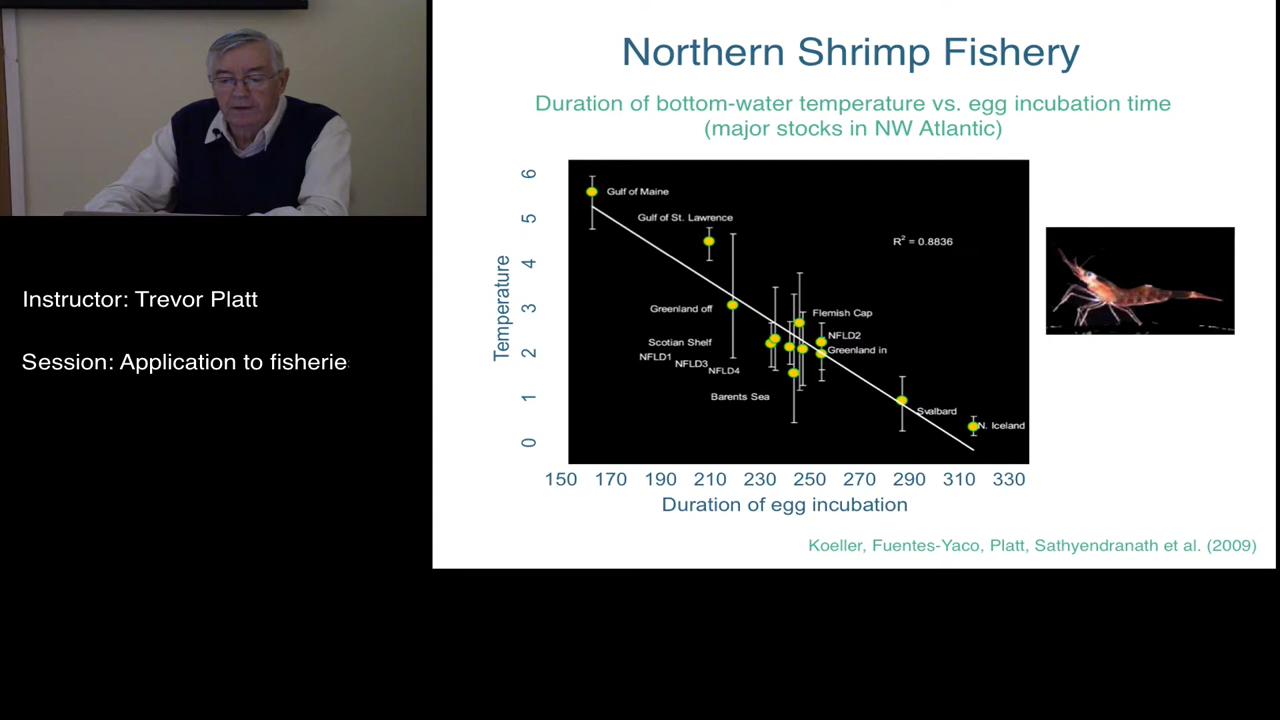 Northern Shrimp Fishery
Duration of bottom-water temperature vs. egg incubation time
(major stocks in NW Atlantic)
Instructor: Trevor Platt
Session: Application to fisherie
Temperature
6
5
4
3
2
1
0
Gulf of Maine
Gulf of St. Lawrence
R² = 0.8836
Greenland off
Flemish Cap
Scotian Shelf
NFLD2
NFLD1
Greenland in
NFLD3
NFLD4
Barents Sea
Svalbard
N. Iceland
150 170 190 210 230 250 270 290 310 330
Duration of egg incubation
Koeller, Fuentes-Yaco, Platt, Sathyendranath et al. (2009)